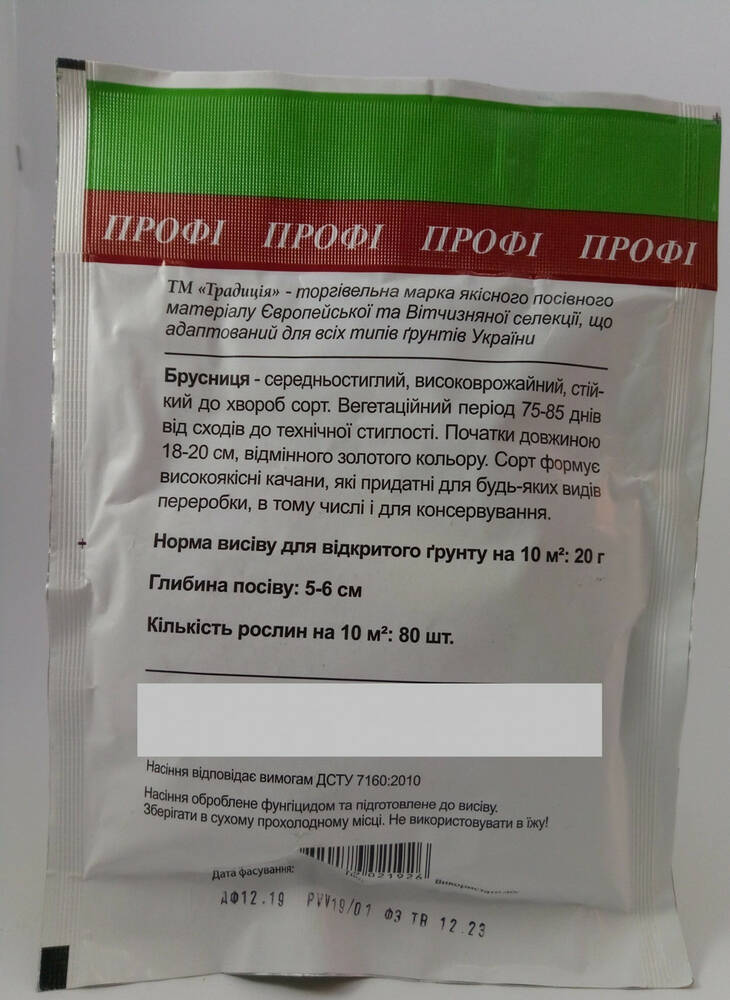 ПРОФІ ПРОФІ ПРОФІ ПРОФІ
ТМ «Традиція» - торгівельна марка якісного посівного
матеріалу Європейської та Вітчизняної селекції, що
адаптований для всіх типів ґрунтів України
Брусниця - середньостиглий, високоврожайний, стій-
кий до хвороб сорт. Вегетаційний період 75-85 днів
від сходів до технічної стиглості. Початки довжиною
18-20 см, відмінного золотого кольору. Сорт формує
високоякісні качани, які придатні для будь-яких видів
переробки, в тому числі і для консервування.
Норма висіву для відкритого ґрунту на 10 м²: 20 г
Глибина посіву: 5-6 см
Кількість рослин на 10 м²: 80 шт.
Насіння відповідає вимогам ДСТУ 7160:2010
Насіння оброблене фунгіцидом та підготовлене до висіву.
Зберігати в сухому прохолодному місці. Не використовувати в їжу!
Дата фасування:
ДФ12.19 РVV19/01 ФЗ ТВ 12.23